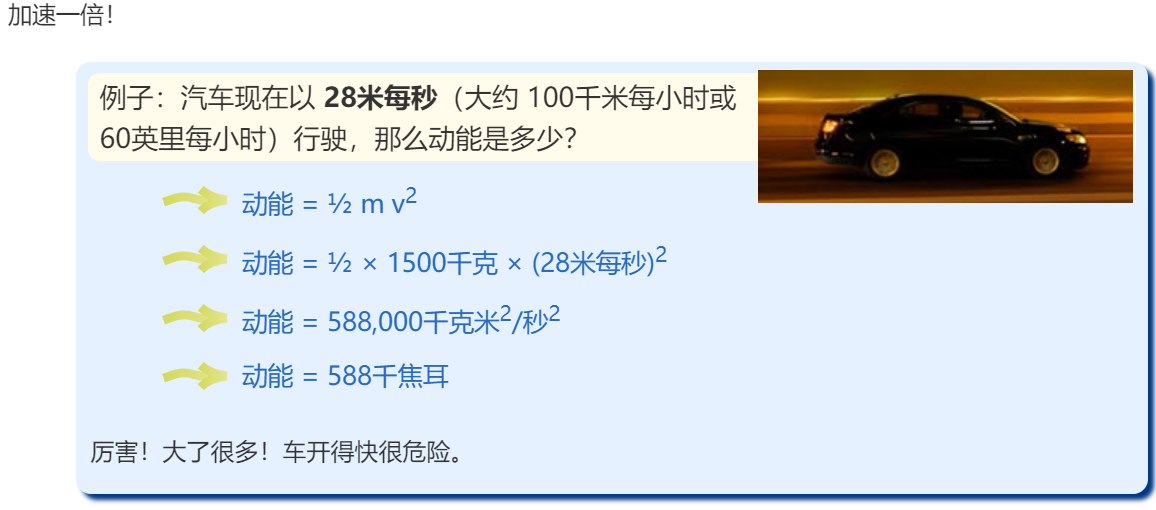 加速一倍！
例子：汽车现在以 28米每秒（大约 100千米每小时或
60英里每小时）行驶，那么动能是多少？
动能 = ½ m v²
动能 = ½ × 1500千克 × (28米每秒)²
动能 = 588,000千克米²/秒²
动能 = 588千焦耳
厉害！大了很多！车开得快很危险。